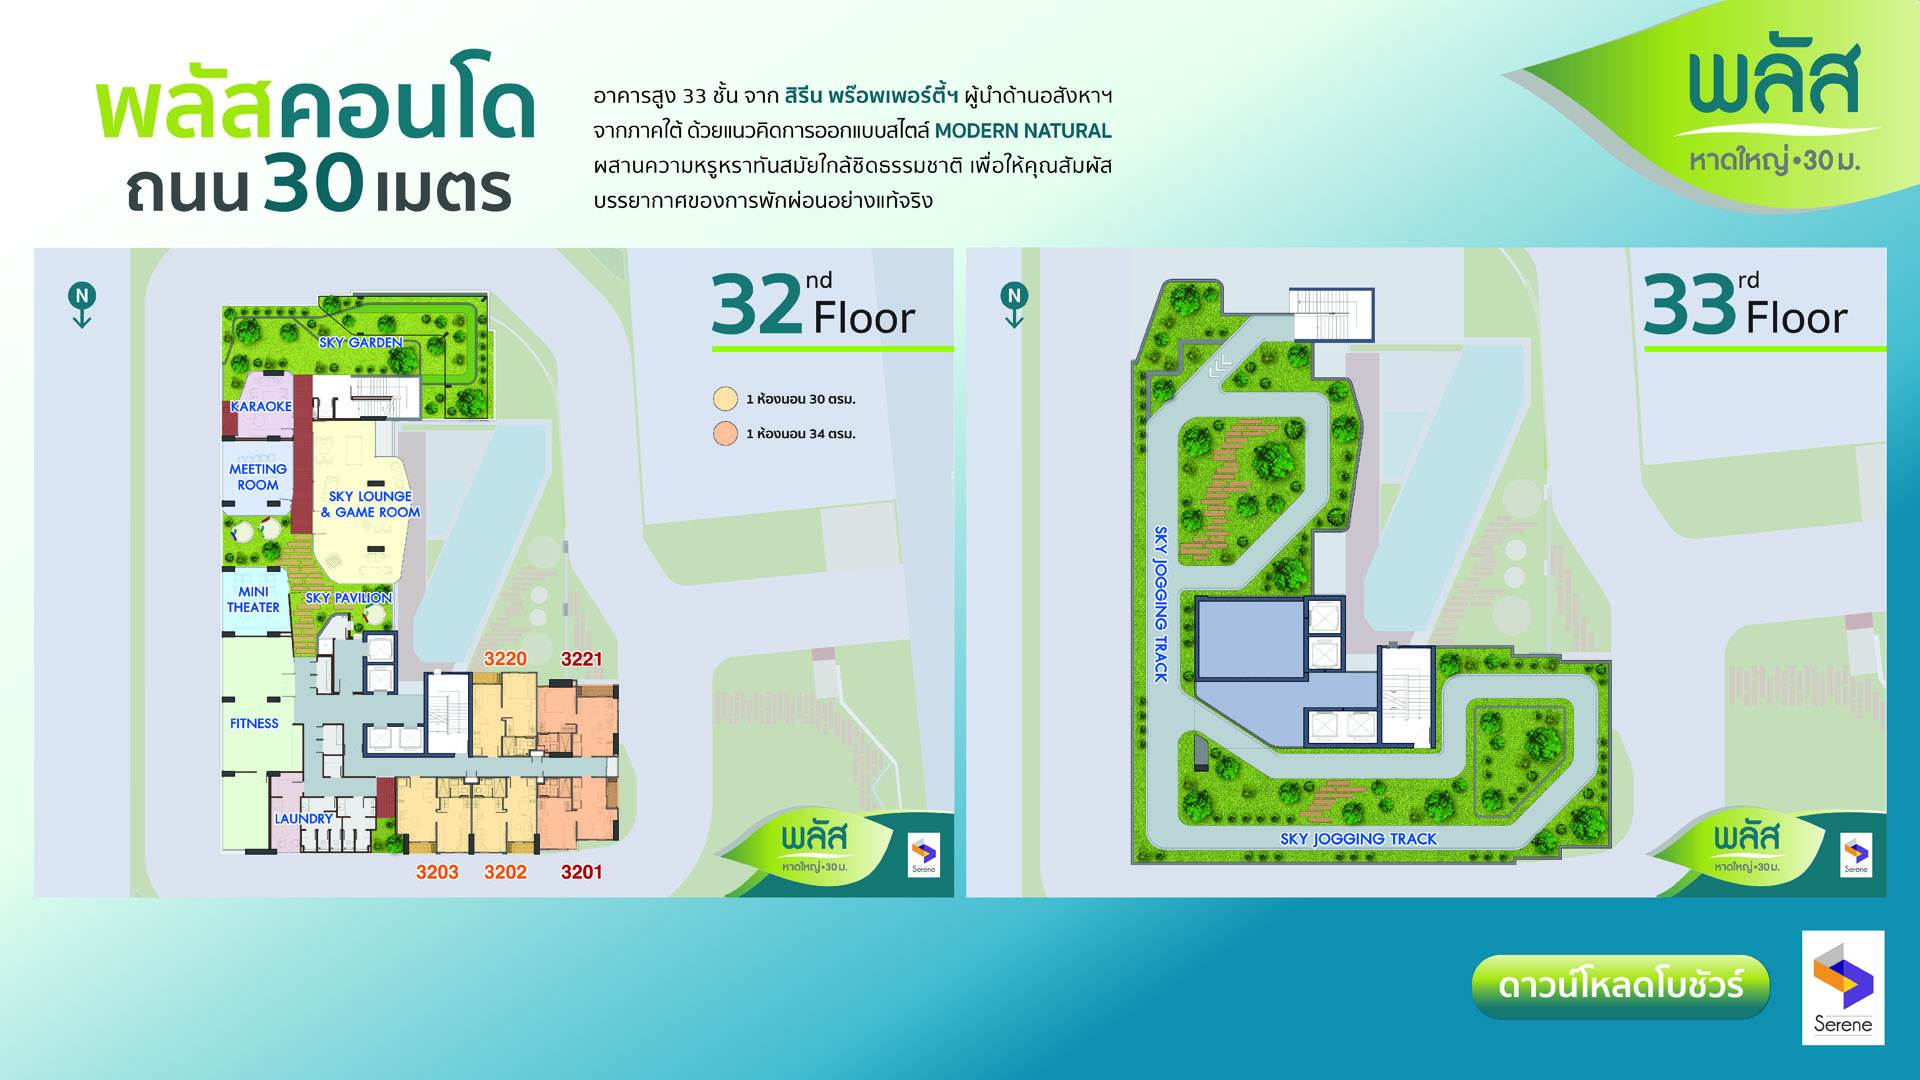 พลัสคอนโด
ถนน 30 เมตร
อาคารสูง 33 ชั้น จาก สิรีน พร๊อพเพอร์ตี้ฯ ผู้นำด้านอสังหาฯ
จากภาคใต้ ด้วยแนวคิดการออกแบบสไตล์ MODERN NATURAL
ผสานความหรูหราทันสมัยใกล้ชิดธรรมชาติ เพื่อให้คุณสัมผัส
บรรยากาศของการพักผ่อนอย่างแท้จริง
พลัส
หาดใหญ่•30ม.
N
32nd Floor
1 ห้องนอน 30 ตรม.
1 ห้องนอน 34 ตรม.
SKY GARDEN
KARAOKE
MEETING
ROOM
SKY LOUNGE
& GAME ROOM
MINI
THEATER
SKY PAVILION
FITNESS
LAUNDRY
3220
3221
3203
3202
3201
พลัส
หาดใหญ่•30ม.
Serene
N
33rd Floor
SKY JOGGING TRACK
SKY JOGGING TRACK
พลัส
หาดใหญ่•30ม.
Serene
ดาวน์โหลดโบชัวร์
Serene